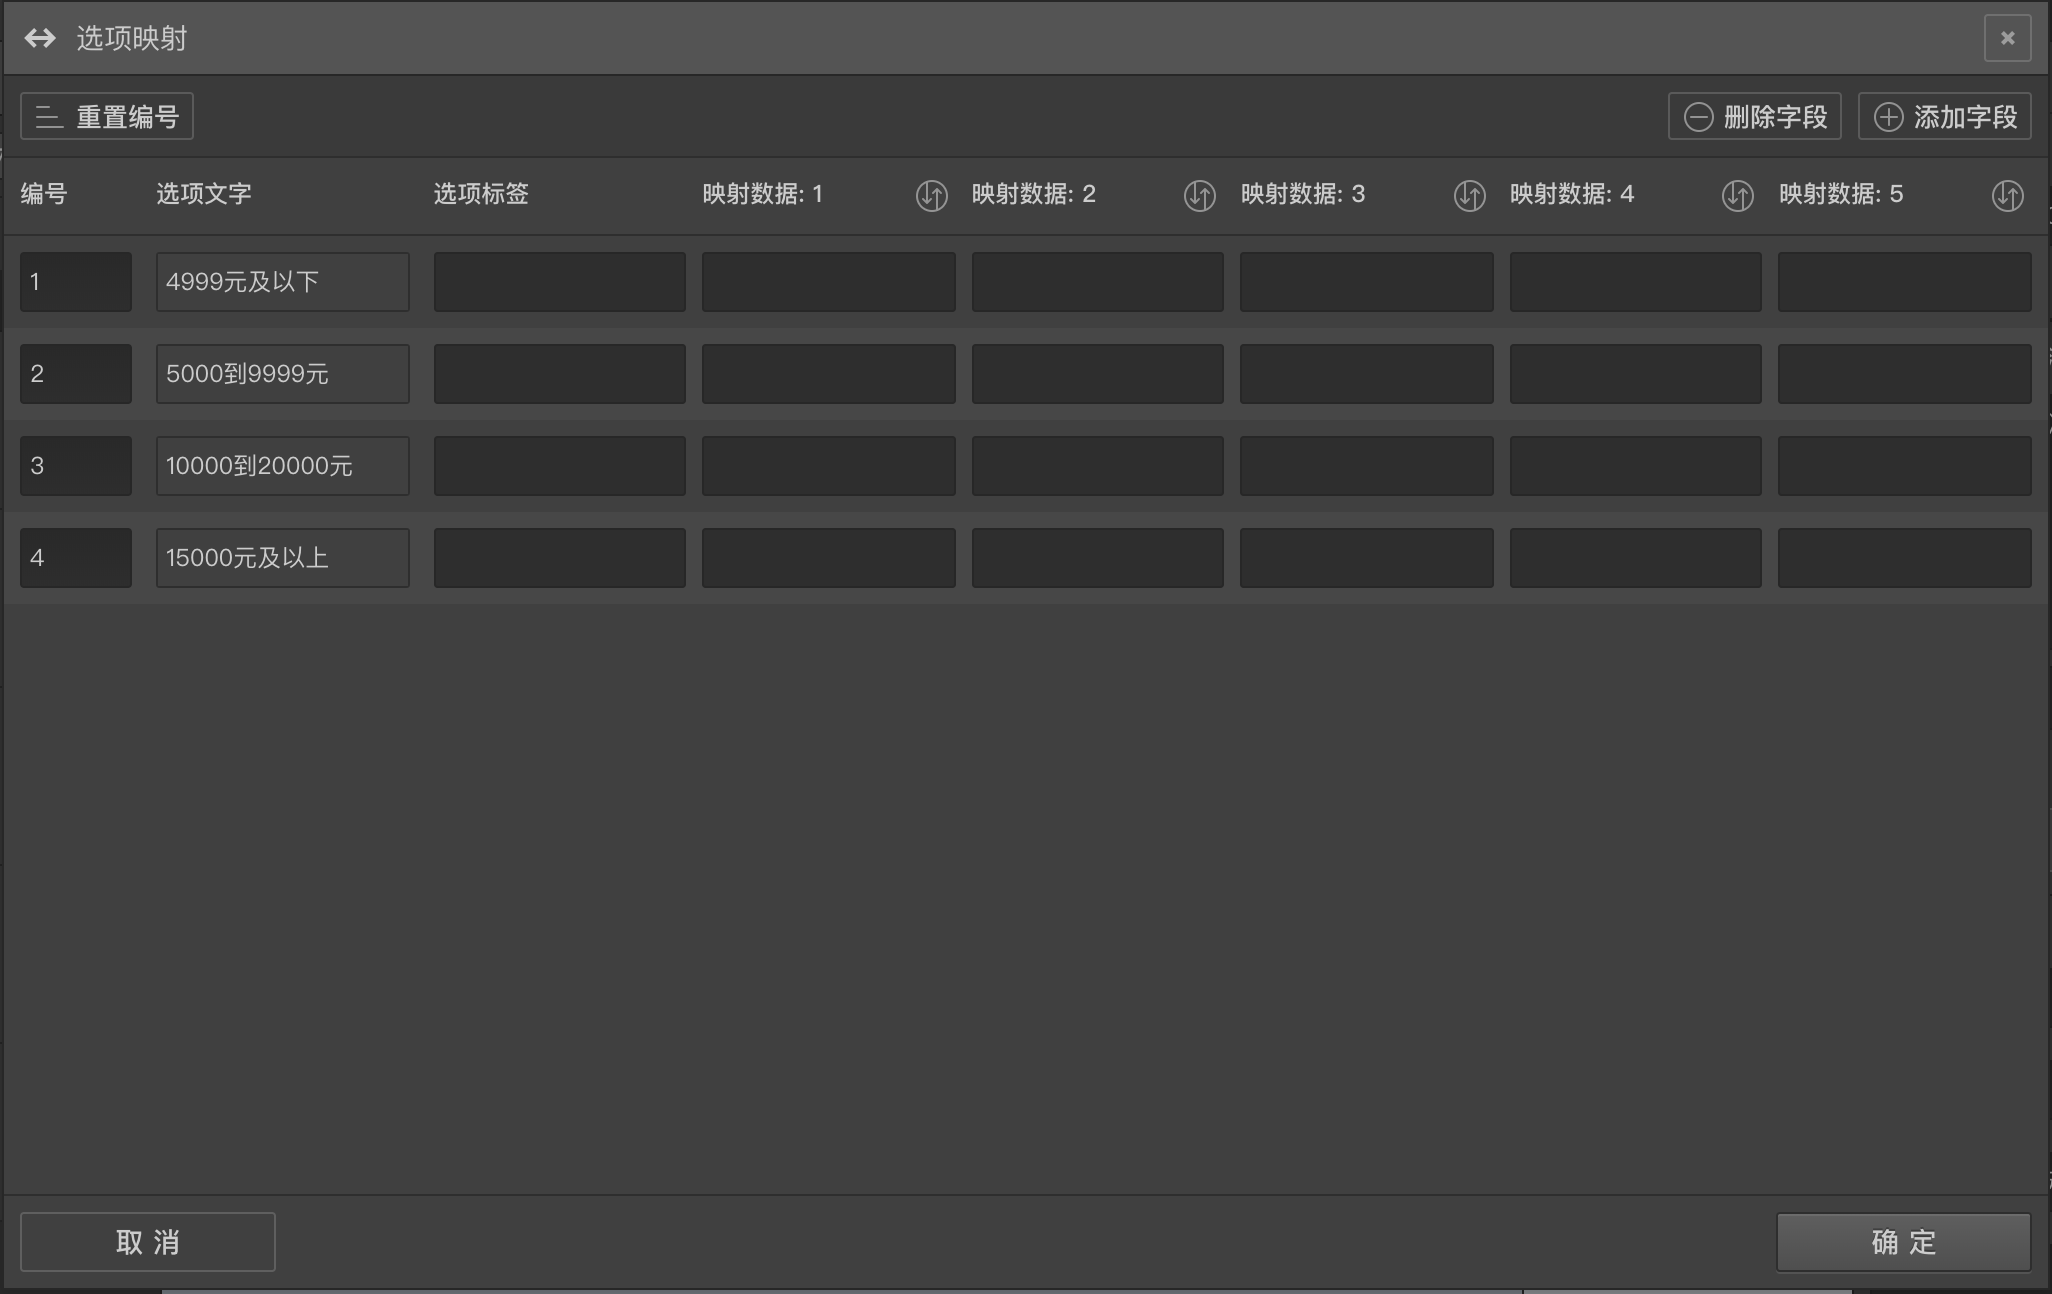 选项映射
重置编号
删除字段
添加字段
编号 选项文字 选项标签 映射数据: 1 映射数据: 2 映射数据: 3 映射数据: 4 映射数据: 5
1 4999元及以下
2 5000到9999元
3 10000到20000元
4 15000元及以上
取 消
确 定